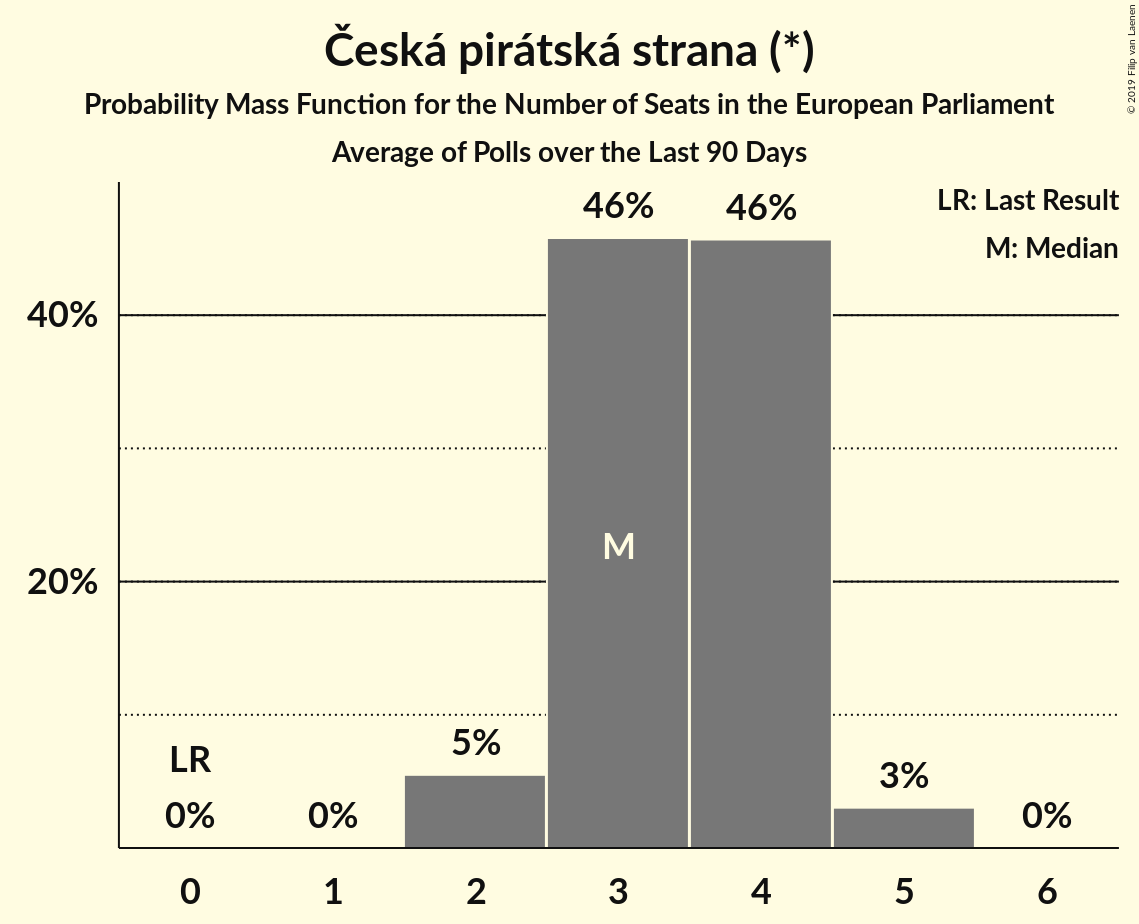 Česká pirátská strana (*)
Probability Mass Function for the Number of Seats in the European Parliament
Average of Polls over the Last 90 Days
© 2019 Filip van Laenen
LR: Last Result
M: Median
46%
46%
40%
M
20%
LR
5%
3%
0%
0%
0%
0
1
2
3
4
5
6